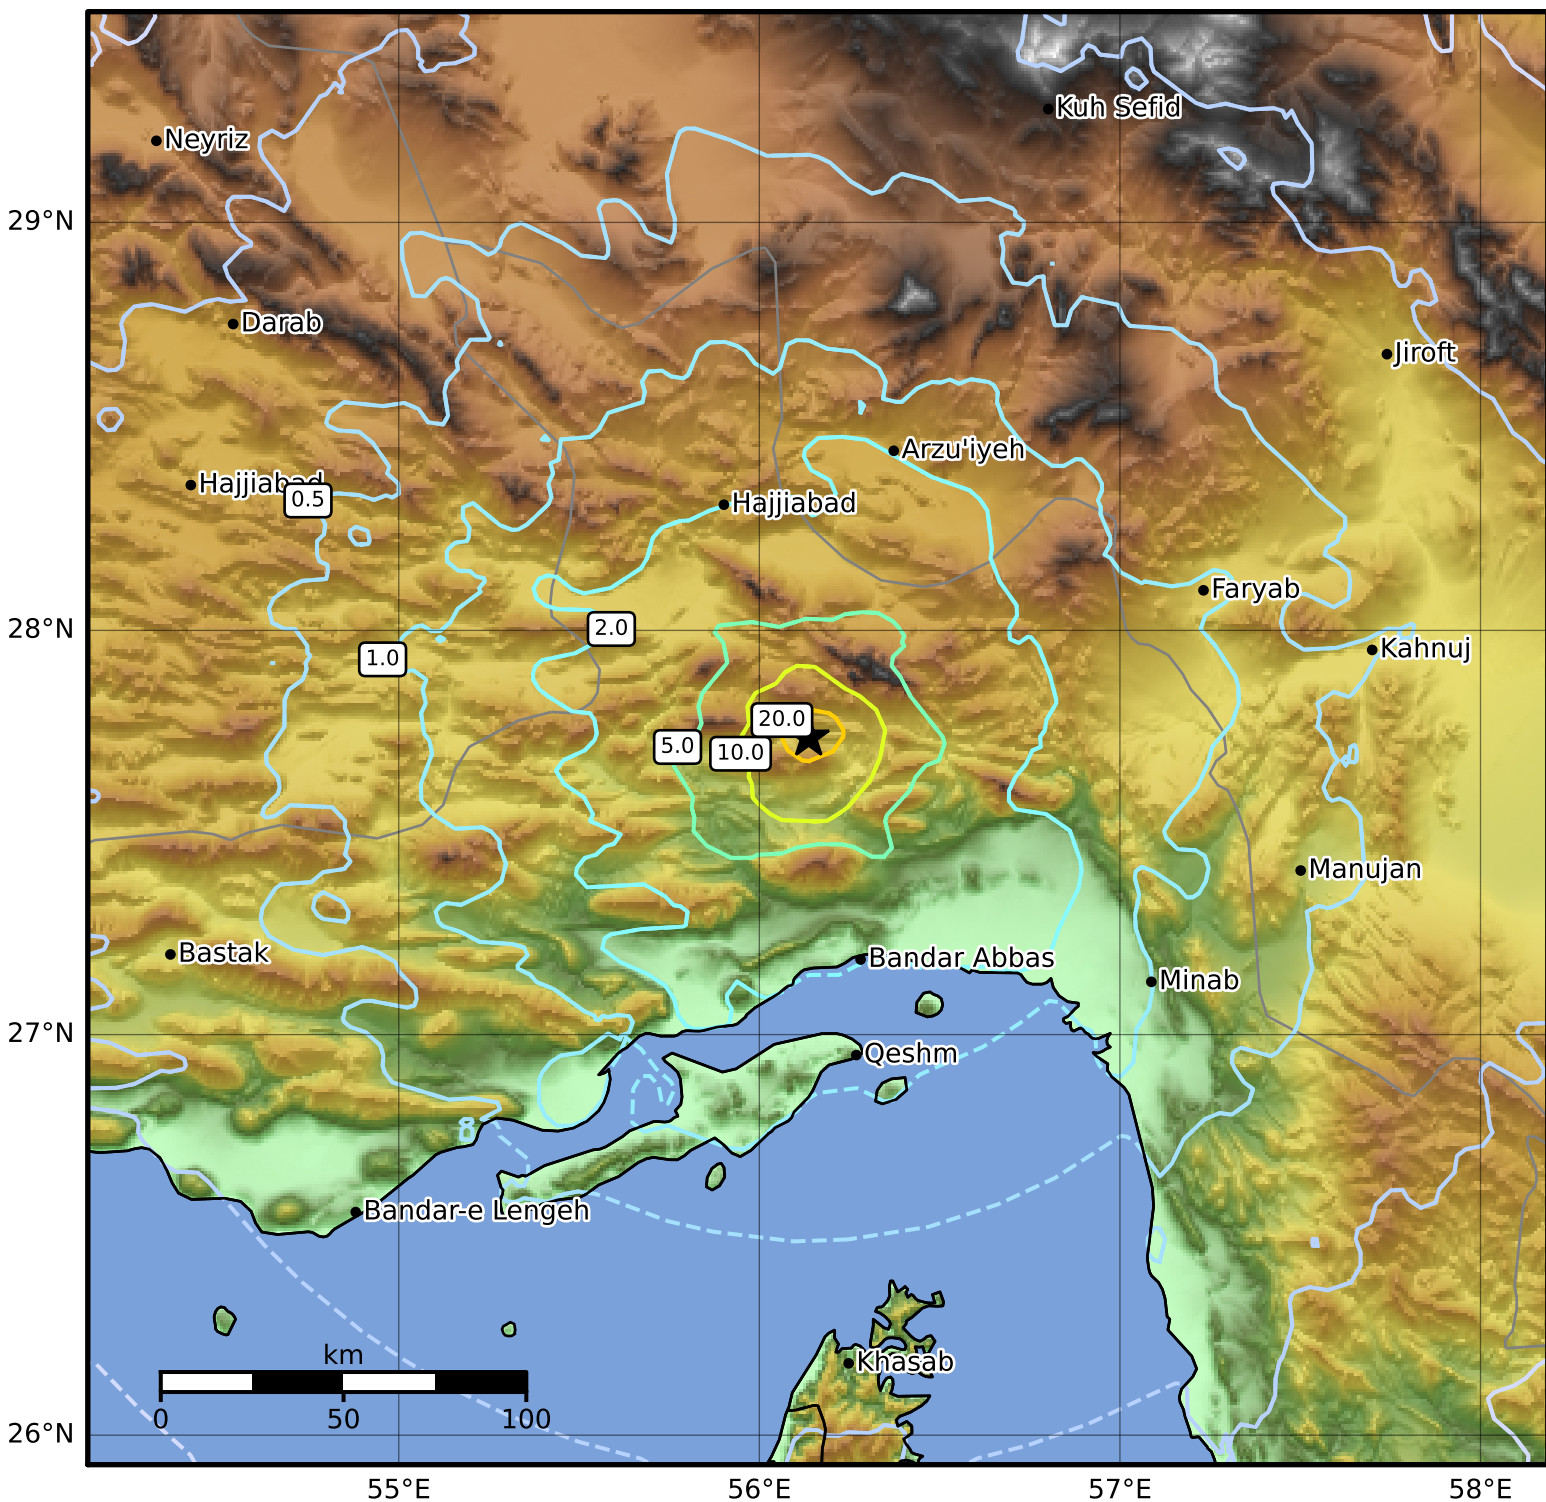 Kuh Sefid
Neyriz
29°N
Darab
Jiroft
Arzu'iyeh
Hajjiabad
0.5
Hajjiabad
Faryab
28°N
2.0
1.0
Kahnuj
20.0
5.0
10.0
Manujan
Bastak
Bandar Abbas
Minab
27°N
Qeshm
Bandar-e Lengeh
km
Khasab
0
50
100
26°N
55°E
56°E
57°E
58°E